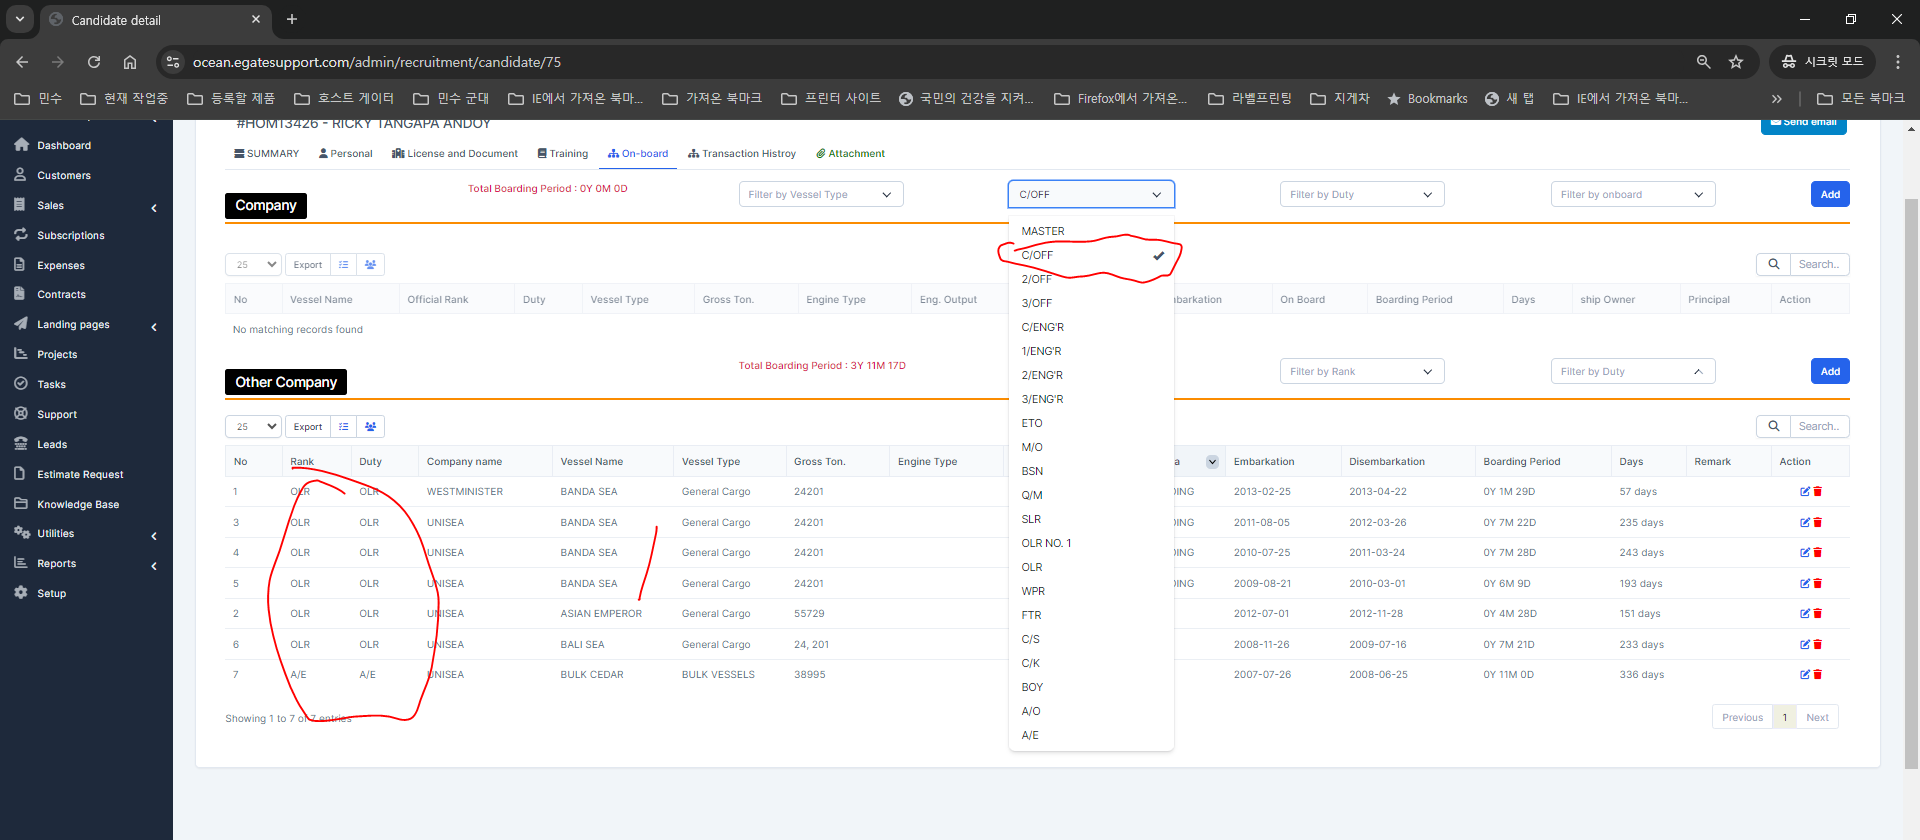 Candidate detail
ocean.egatesupport.com/admin/recruitment/candidate/75
시크릿 모드
민수 현재 작업중 등록할 제품 호스트 게이터 민수 군대 IE에서 가져온 북마... 가져온 북마크 프린터 사이트 국민의 건강을 지켜... Firefox에서 가져온... 라벨프린팅 지게차 Bookmarks 새 탭 IE에서 가져온 북마... » 모든 북마크
Dashboard
Customers
Sales
Subscriptions
Expenses
Contracts
Landing pages
Projects
Tasks
Support
Leads
Estimate Request
Knowledge Base
Utilities
Reports
Setup
#HOM13426 - RICKY TANGAPA ANDOY
Send email
SUMMARY Personal License and Document Training On-board Transaction Histroy Attachment
Company
Total Boarding Period : 0Y 0M 0D
Filter by Vessel Type
C/OFF
Filter by Duty
Filter by onboard
Add
25 Export
Search..
No Vessel Name Official Rank Duty Vessel Type Gross Ton. Engine Type Eng. Output mbarkation On Board Boarding Period Days ship Owner Principal Action
No matching records found
MASTER
C/OFF
2/OFF
3/OFF
C/ENG'R
1/ENG'R
2/ENG'R
3/ENG'R
ETO
M/O
BSN
Q/M
SLR
OLR NO. 1
OLR
WPR
FTR
C/S
C/K
BOY
A/O
A/E
Other Company
Total Boarding Period : 3Y 11M 17D
Filter by Rank
Filter by Duty
Add
25 Export
Search..
No Rank Duty Company name Vessel Name Vessel Type Gross Ton. Engine Type a Embarkation Disembarkation Boarding Period Days Remark Action
1 OLR OLR WESTMINISTER BANDA SEA General Cargo 24201 DING 2013-02-25 2013-04-22 0Y 1M 29D 57 days
3 OLR OLR UNISEA BANDA SEA General Cargo 24201 DING 2011-08-05 2012-03-26 0Y 7M 22D 235 days
4 OLR OLR UNISEA BANDA SEA General Cargo 24201 DING 2010-07-25 2011-03-24 0Y 7M 28D 243 days
5 OLR OLR UNISEA BANDA SEA General Cargo 24201 DING 2009-08-21 2010-03-01 0Y 6M 9D 193 days
2 OLR OLR UNISEA ASIAN EMPEROR General Cargo 55729 2012-07-01 2012-11-28 0Y 4M 28D 151 days
6 OLR OLR UNISEA BALI SEA General Cargo 24, 201 2008-11-26 2009-07-16 0Y 7M 21D 233 days
7 A/E A/E UNISEA BULK CEDAR BULK VESSELS 38995 2007-07-26 2008-06-25 0Y 11M 0D 336 days
Showing 1 to 7 of 7 entries
Previous 1 Next